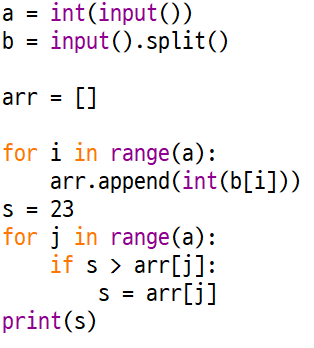 a = int(input())
b = input().split()

arr = []

for i in range(a):
    arr.append(int(b[i]))
s = 23
for j in range(a):
    if s > arr[j]:
        s = arr[j]
print(s)